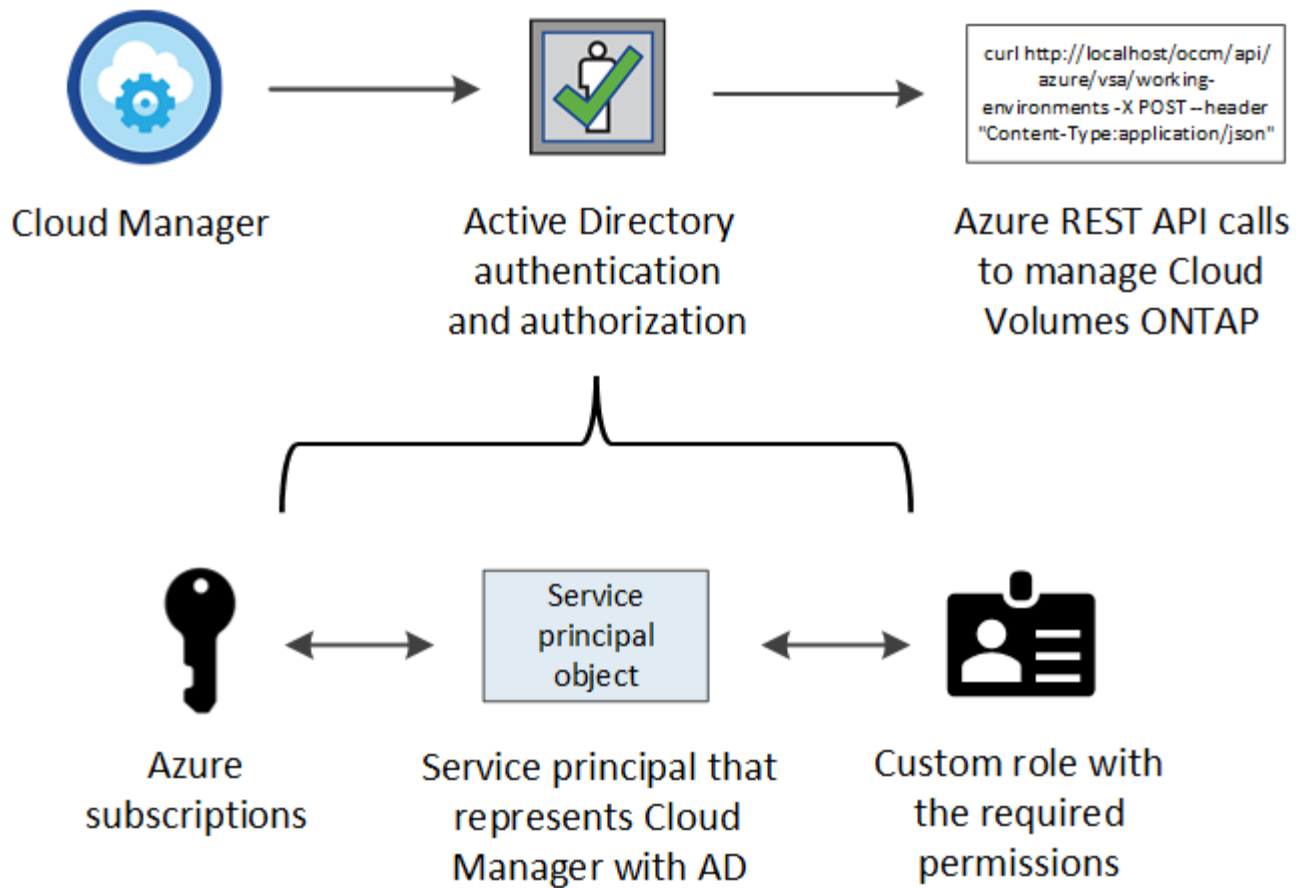 curl http://localhost/occm/api/
azure/vsa/working-
environments -X POST --header
"Content-Type:application/json"
Cloud Manager
Active Directory
authentication
and authorization
Azure REST API calls
to manage Cloud
Volumes ONTAP
Service
principal
object
Azure
subscriptions
Service principal that
represents Cloud
Manager with AD
Custom role with
the required
permissions